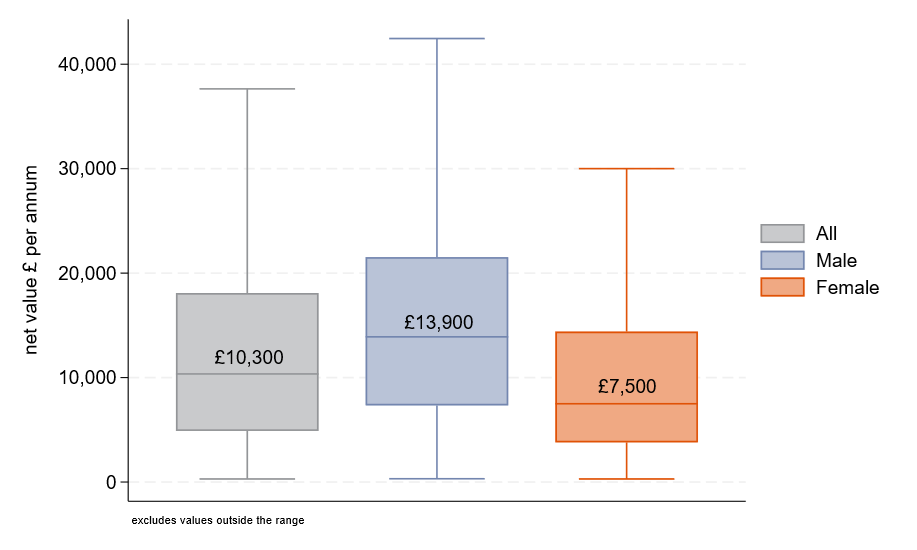 net value £ per annum
40,000
30,000
20,000
10,000
0
£10,300
£13,900
£7,500
All
Male
Female
excludes values outside the range